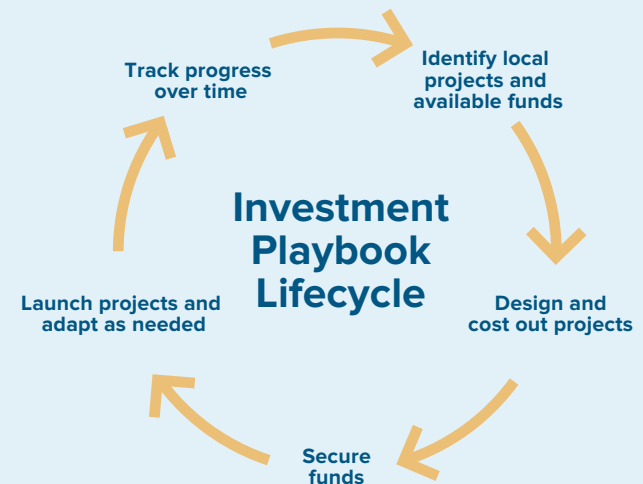 Investment
Playbook
Lifecycle
Identify local
projects and
available funds
Design and
cost out projects
Secure
funds
Launch projects and
adapt as needed
Track progress
over time